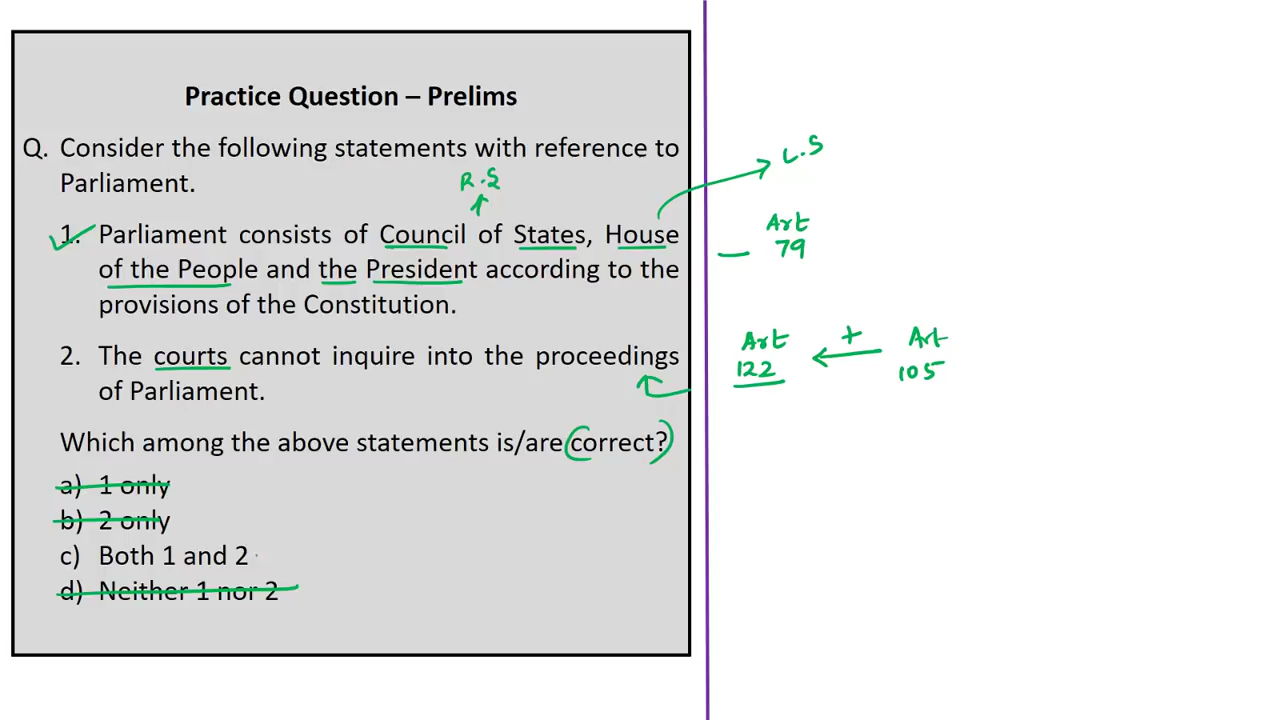 Practice Question – Prelims
Q. Consider the following statements with reference to
Parliament.
R.S
L.S
1. Parliament consists of Council of States, House
of the People and the President according to the
provisions of the Constitution.
Art
79
2. The courts cannot inquire into the proceedings
of Parliament.
Art + Art
122 105
Which among the above statements is/are correct?
a) 1 only
b) 2 only
c) Both 1 and 2
d) Neither 1 nor 2